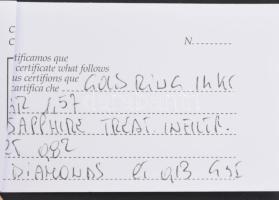 C
C N.
tificamos que
certificate what follows
us certifions que
certifica che GOLD RING 14KT
GR 1,57
SAPPHIRE TREAT INFILTR.
CT 0,82
DIAMONDS CT 0,13 G SI